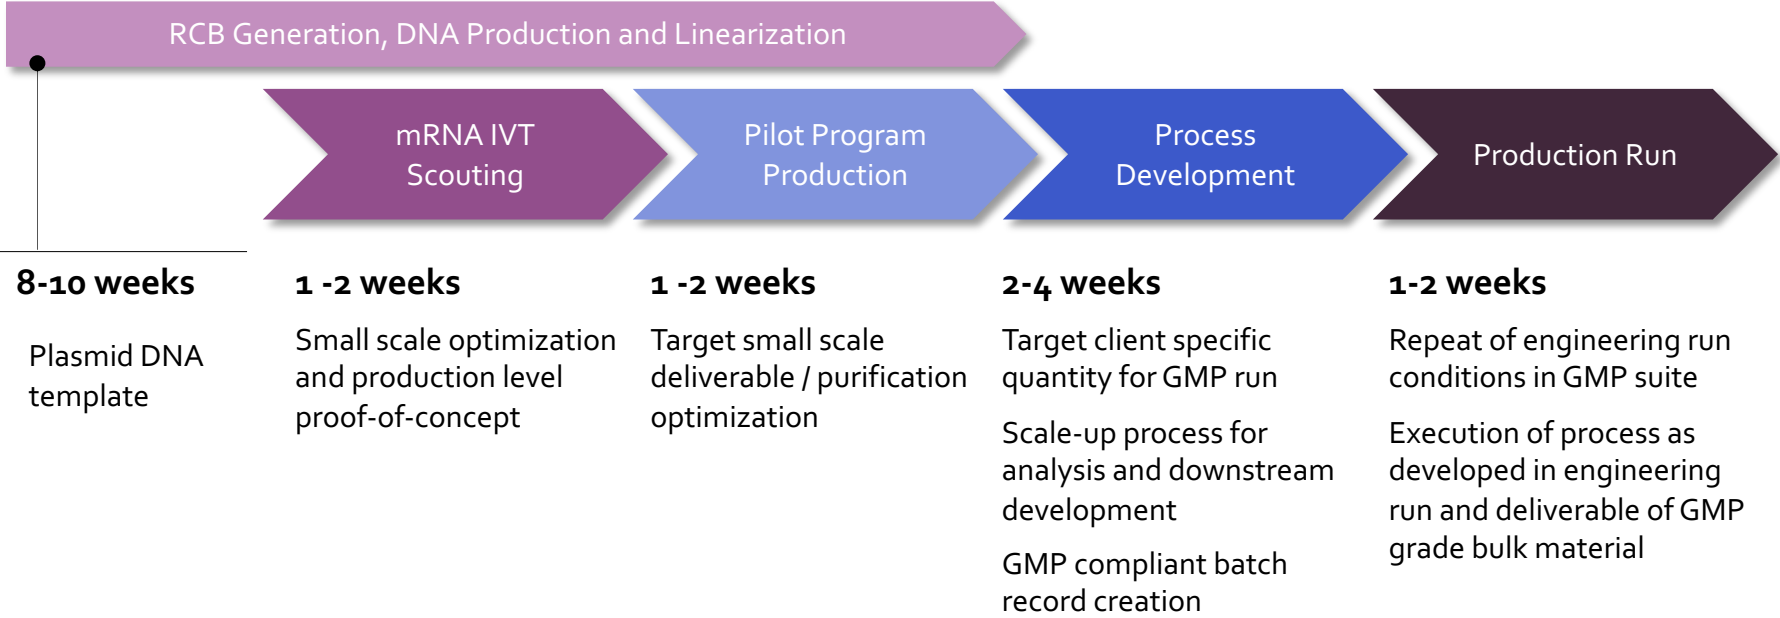 RCB Generation, DNA Production and Linearization
mRNA IVT
Scouting
Pilot Program
Production
Process
Development
Production Run
8-10 weeks
Plasmid DNA
template
1 -2 weeks
Small scale optimization
and production level
proof-of-concept
1 -2 weeks
Target small scale
deliverable / purification
optimization
2-4 weeks
Target client specific
quantity for GMP run
Scale-up process for
analysis and downstream
development
GMP compliant batch
record creation
1-2 weeks
Repeat of engineering run
conditions in GMP suite
Execution of process as
developed in engineering
run and deliverable of GMP
grade bulk material